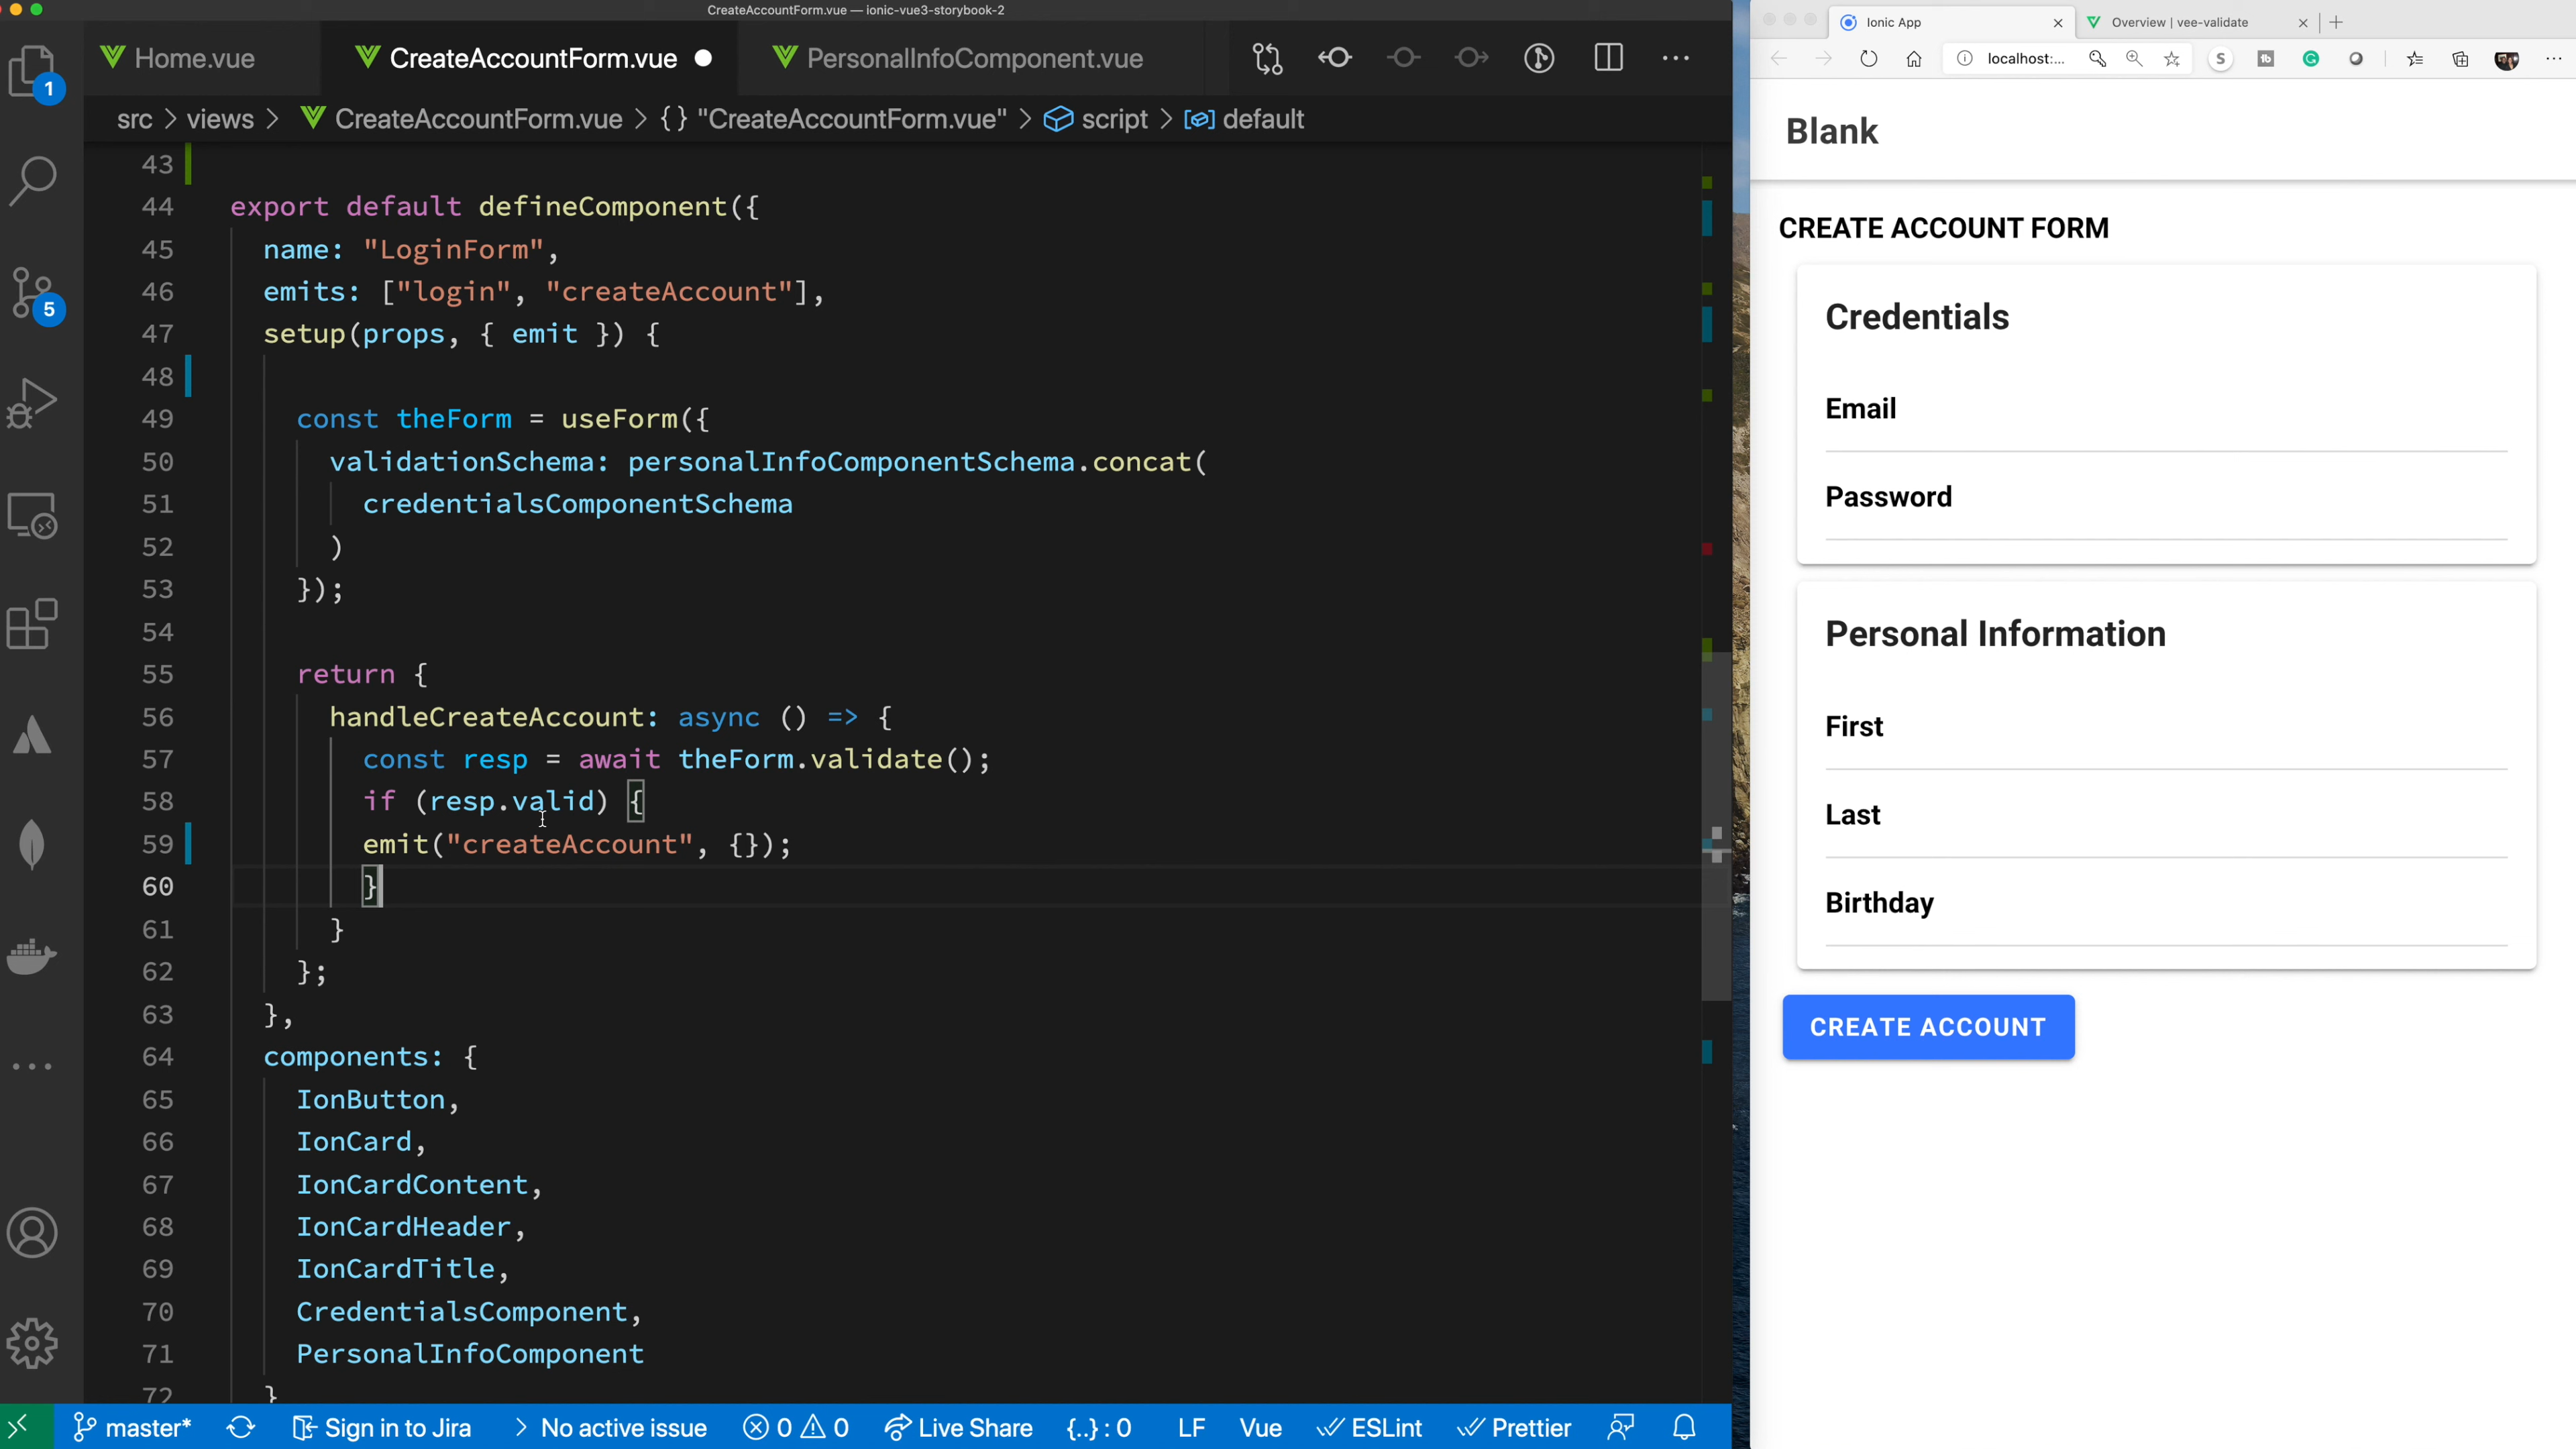 CreateAccountForm.vue — ionic-vue3-storybook-2
Home.vue
CreateAccountForm.vue
PersonalInfoComponent.vue
src > views > CreateAccountForm.vue > {} "CreateAccountForm.vue" > script > default
1
5
43
44 export default defineComponent({
45 name: "LoginForm",
46 emits: ["login", "createAccount"],
47 setup(props, { emit }) {
48
49 const theForm = useForm({
50 validationSchema: personalInfoComponentSchema.concat(
51 credentialsComponentSchema
52 )
53 });
54
55 return {
56 handleCreateAccount: async () => {
57 const resp = await theForm.validate();
58 if (resp.valid) {
59 emit("createAccount", {});
60 }
61 }
62 };
63 },
64 components: {
65 IonButton,
66 IonCard,
67 IonCardContent,
68 IonCardHeader,
69 IonCardTitle,
70 CredentialsComponent,
71 PersonalInfoComponent
72 }
master* Sign in to Jira > No active issue 0 0 Live Share {..} : 0 LF Vue ESLint Prettier
Ionic App
Overview | vee-validate
localhost:...
S
tb
Blank
CREATE ACCOUNT FORM
Credentials
Email
Password
Personal Information
First
Last
Birthday
CREATE ACCOUNT